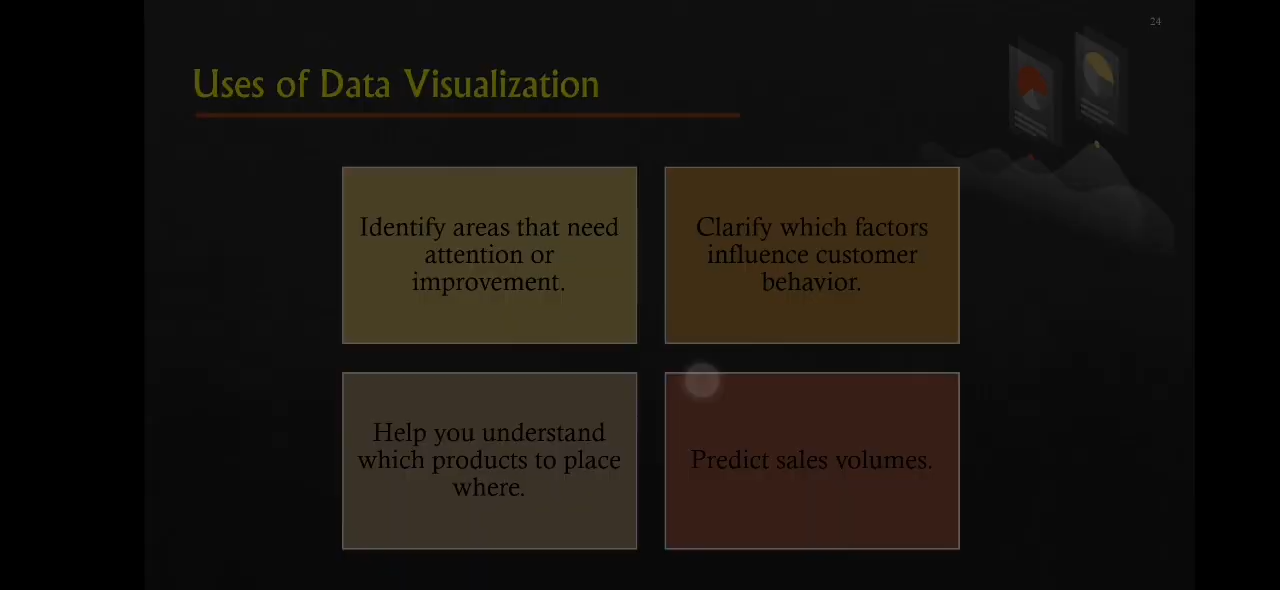 24
Uses of Data Visualization
Identify areas that need
attention or
improvement.
Clarify which factors
influence customer
behavior.
Help you understand
which products to place
where.
Predict sales volumes.